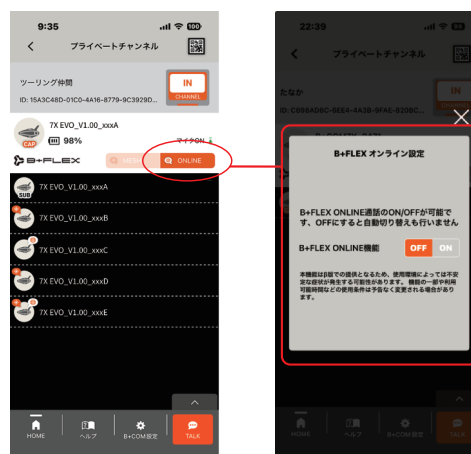 9:35
100
プライベートチャンネル
ツーリング仲間
ID: 15A3C48D-01C0-4A16-8779-9C3929D...
IN
CHANNEL
7X EVO_V1.00_xxxA
98%
マイクON
CAP
B+FLEX
MESH
ONLINE
SUB
7X EVO_V1.00_xxxA
7X EVO_V1.00_xxxB
7X EVO_V1.00_xxxC
7X EVO_V1.00_xxxD
7X EVO_V1.00_xxxE
HOME
ヘルプ
B+COM設定
TALK
22:39
プライベートチャンネル
たなか
IN
CHANNEL
B+FLEX オンライン設定
B+FLEX ONLINE通話のON/OFFが可能で
す、OFFにすると自動切り替えも行いません
B+FLEX ONLINE機能
OFF
ON
本機能はβ版での提供となるため、使用環境によっては不安
定な症状が発生する可能性があります。 機能の一部や利用
可能時間などの使用条件は予告なく変更される場合があり
ます。
HOME
ヘルプ
B+COM設定
TALK